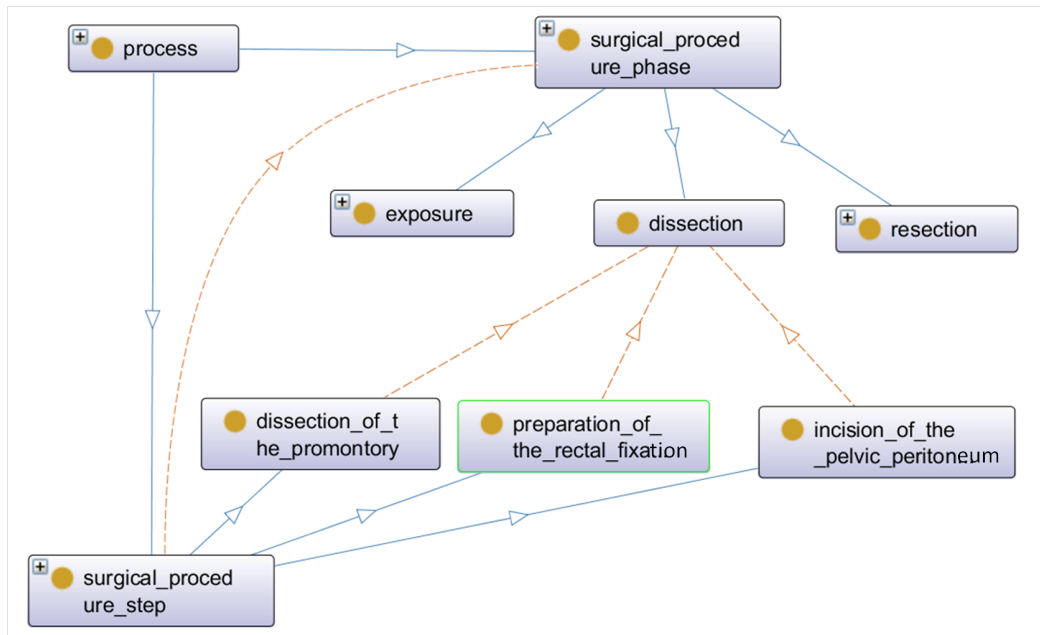 process
surgical_proced
ure_phase
exposure
dissection
resection
dissection_of_t
he_promontory
preparation_of_
the_rectal_fixation
incision_of_the
_pelvic_peritoneum
surgical_proced
ure_step